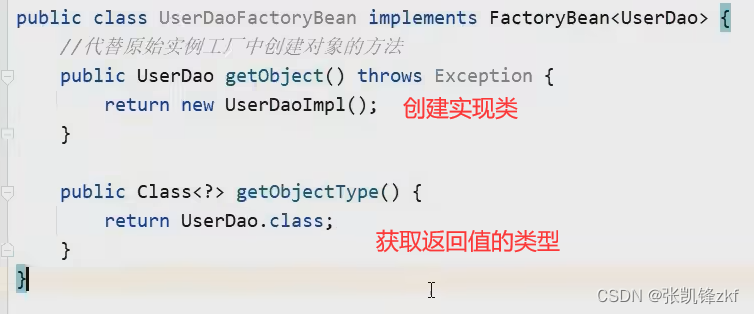 public class UserDaoFactoryBean implements FactoryBean<UserDao> {
//代替原始实例工厂中创建对象的方法
public UserDao getObject() throws Exception {
return new UserDaoImpl(); 创建实现类
}
public Class<?> getObjectType() {
return UserDao.class;
获取返回值的类型
}
}
CSDN @张凯锋zkf